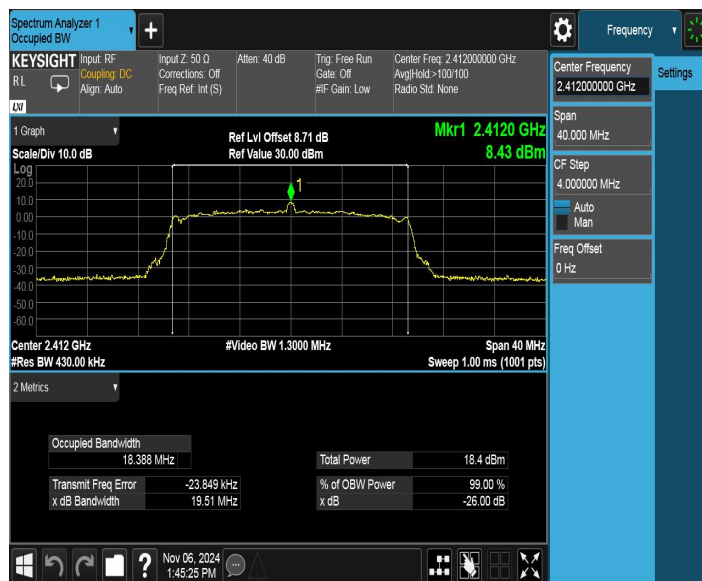 Spectrum Analyzer 1
Occupied BW
+
Frequency
KEYSIGHT
Input: RF
Coupling: DC
Align: Auto
Input Z: 50 Ω
Corrections: Off
Freq Ref: Int (S)
Atten: 40 dB
Trig: Free Run
Gate: Off
#IF Gain: Low
Center Freq: 2.412000000 GHz
Avg|Hold:>100/100
Radio Std: None
R L
LXI
Center Frequency
2.412000000 GHz
Settings
Span
40.000 MHz
CF Step
4.000000 MHz
Auto
Man
Freq Offset
0 Hz
1 Graph
Ref Lvl Offset 8.71 dB
Mkr1 2.4120 GHz
Scale/Div 10.0 dB
Ref Value 30.00 dBm
8.43 dBm
Log
1
20.0
10.0
0.00
-10.0
-20.0
-30.0
-40.0
-50.0
-60.0
Center 2.412 GHz
#Video BW 1.3000 MHz
Span 40 MHz
#Res BW 430.00 kHz
Sweep 1.00 ms (1001 pts)
2 Metrics
Occupied Bandwidth
18.388 MHz
Total Power 18.4 dBm
Transmit Freq Error -23.849 kHz
% of OBW Power 99.00 %
x dB Bandwidth 19.51 MHz
x dB -26.00 dB
?
Nov 06, 2024
1:45:25 PM